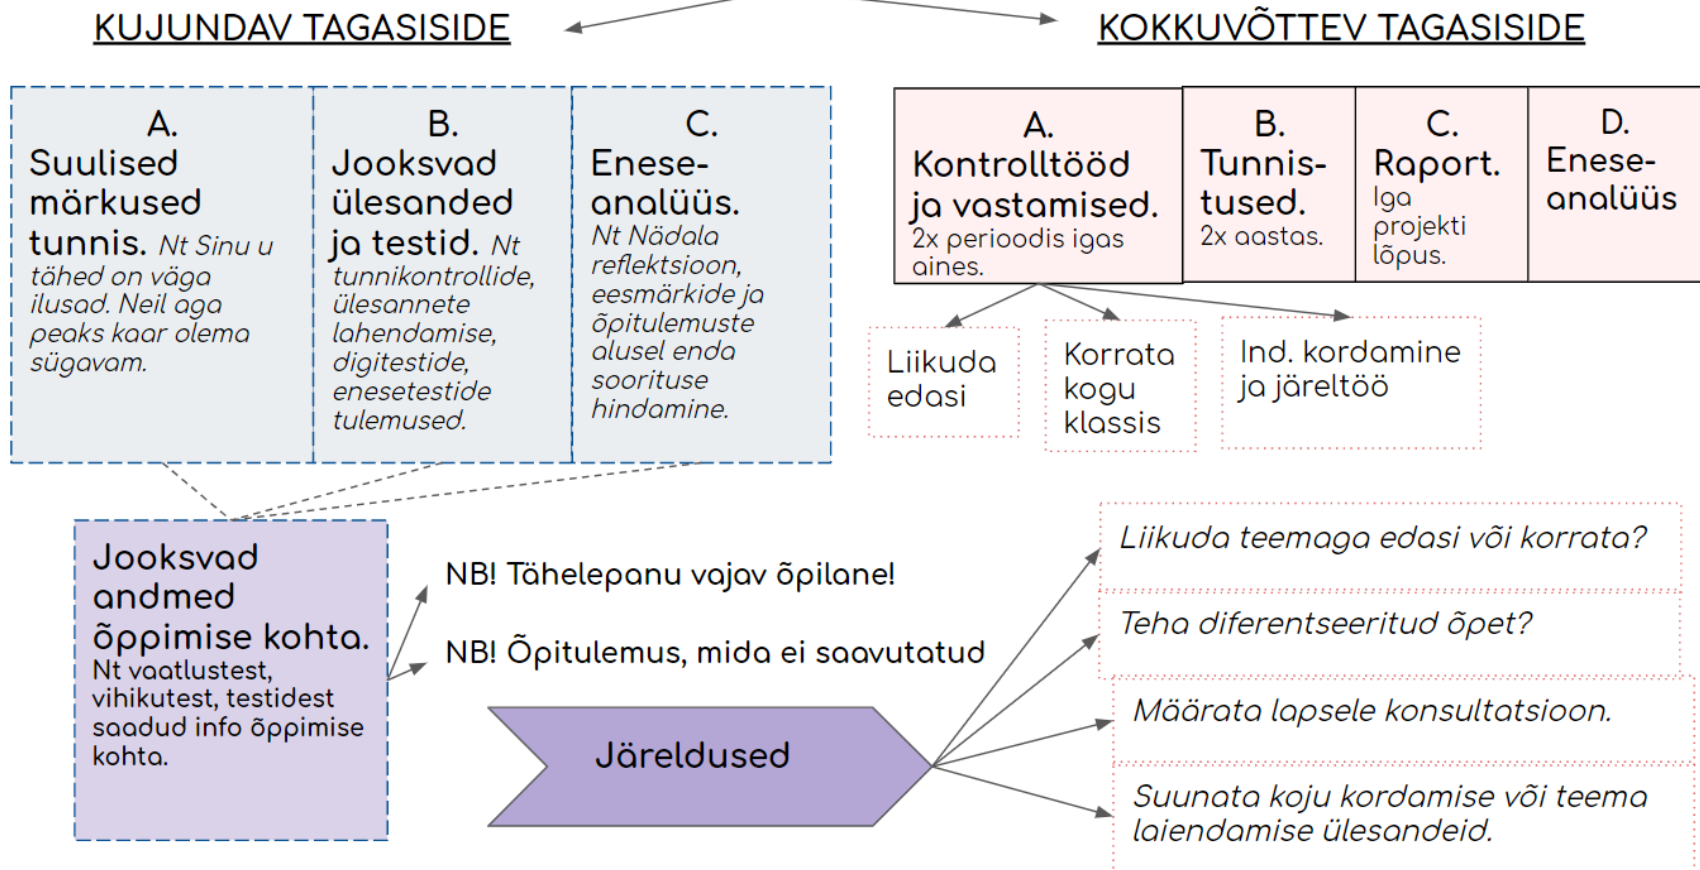 KUJUNDAV TAGASISIDE
KOKKUVÕTTEV TAGASISIDE
A.
Suulised
märkused
tunnis. Nt Sinu u
tähed on väga
ilusad. Neil aga
peaks kaar olema
sügavam.
B.
Jooksvad
ülesanded
ja testid. Nt
tunnikontrollide,
ülesannete
lahendamise,
digitestide,
enesetestide
tulemused.
C.
Enese-
analüüs.
Nt Nädala
reflektsioon,
eesmärkide ja
õpitulemuste
alusel enda
soorituse
hindamine.
A.
Kontrolltööd
ja vastamised.
2x perioodis igas
aines.
B.
Tunnis-
tused.
2x aastas.
C.
Raport.
Iga
projekti
lõpus.
D.
Enese-
analüüs
Liikuda
edasi
Korrata
kogu
klassis
Ind. kordamine
ja järeltöö
Jooksvad
andmed
õppimise kohta.
Nt vaatlustest,
vihikutest, testidest
saadud info õppimise
kohta.
NB! Tähelepanu vajav õpilane!
NB! Õpitulemus, mida ei saavutatud
Järeldused
Liikuda teemaga edasi või korrata?
Teha diferentseeritud õpet?
Määrata lapsele konsultatsioon.
Suunata koju kordamise või teema
laiendamise ülesandeid.